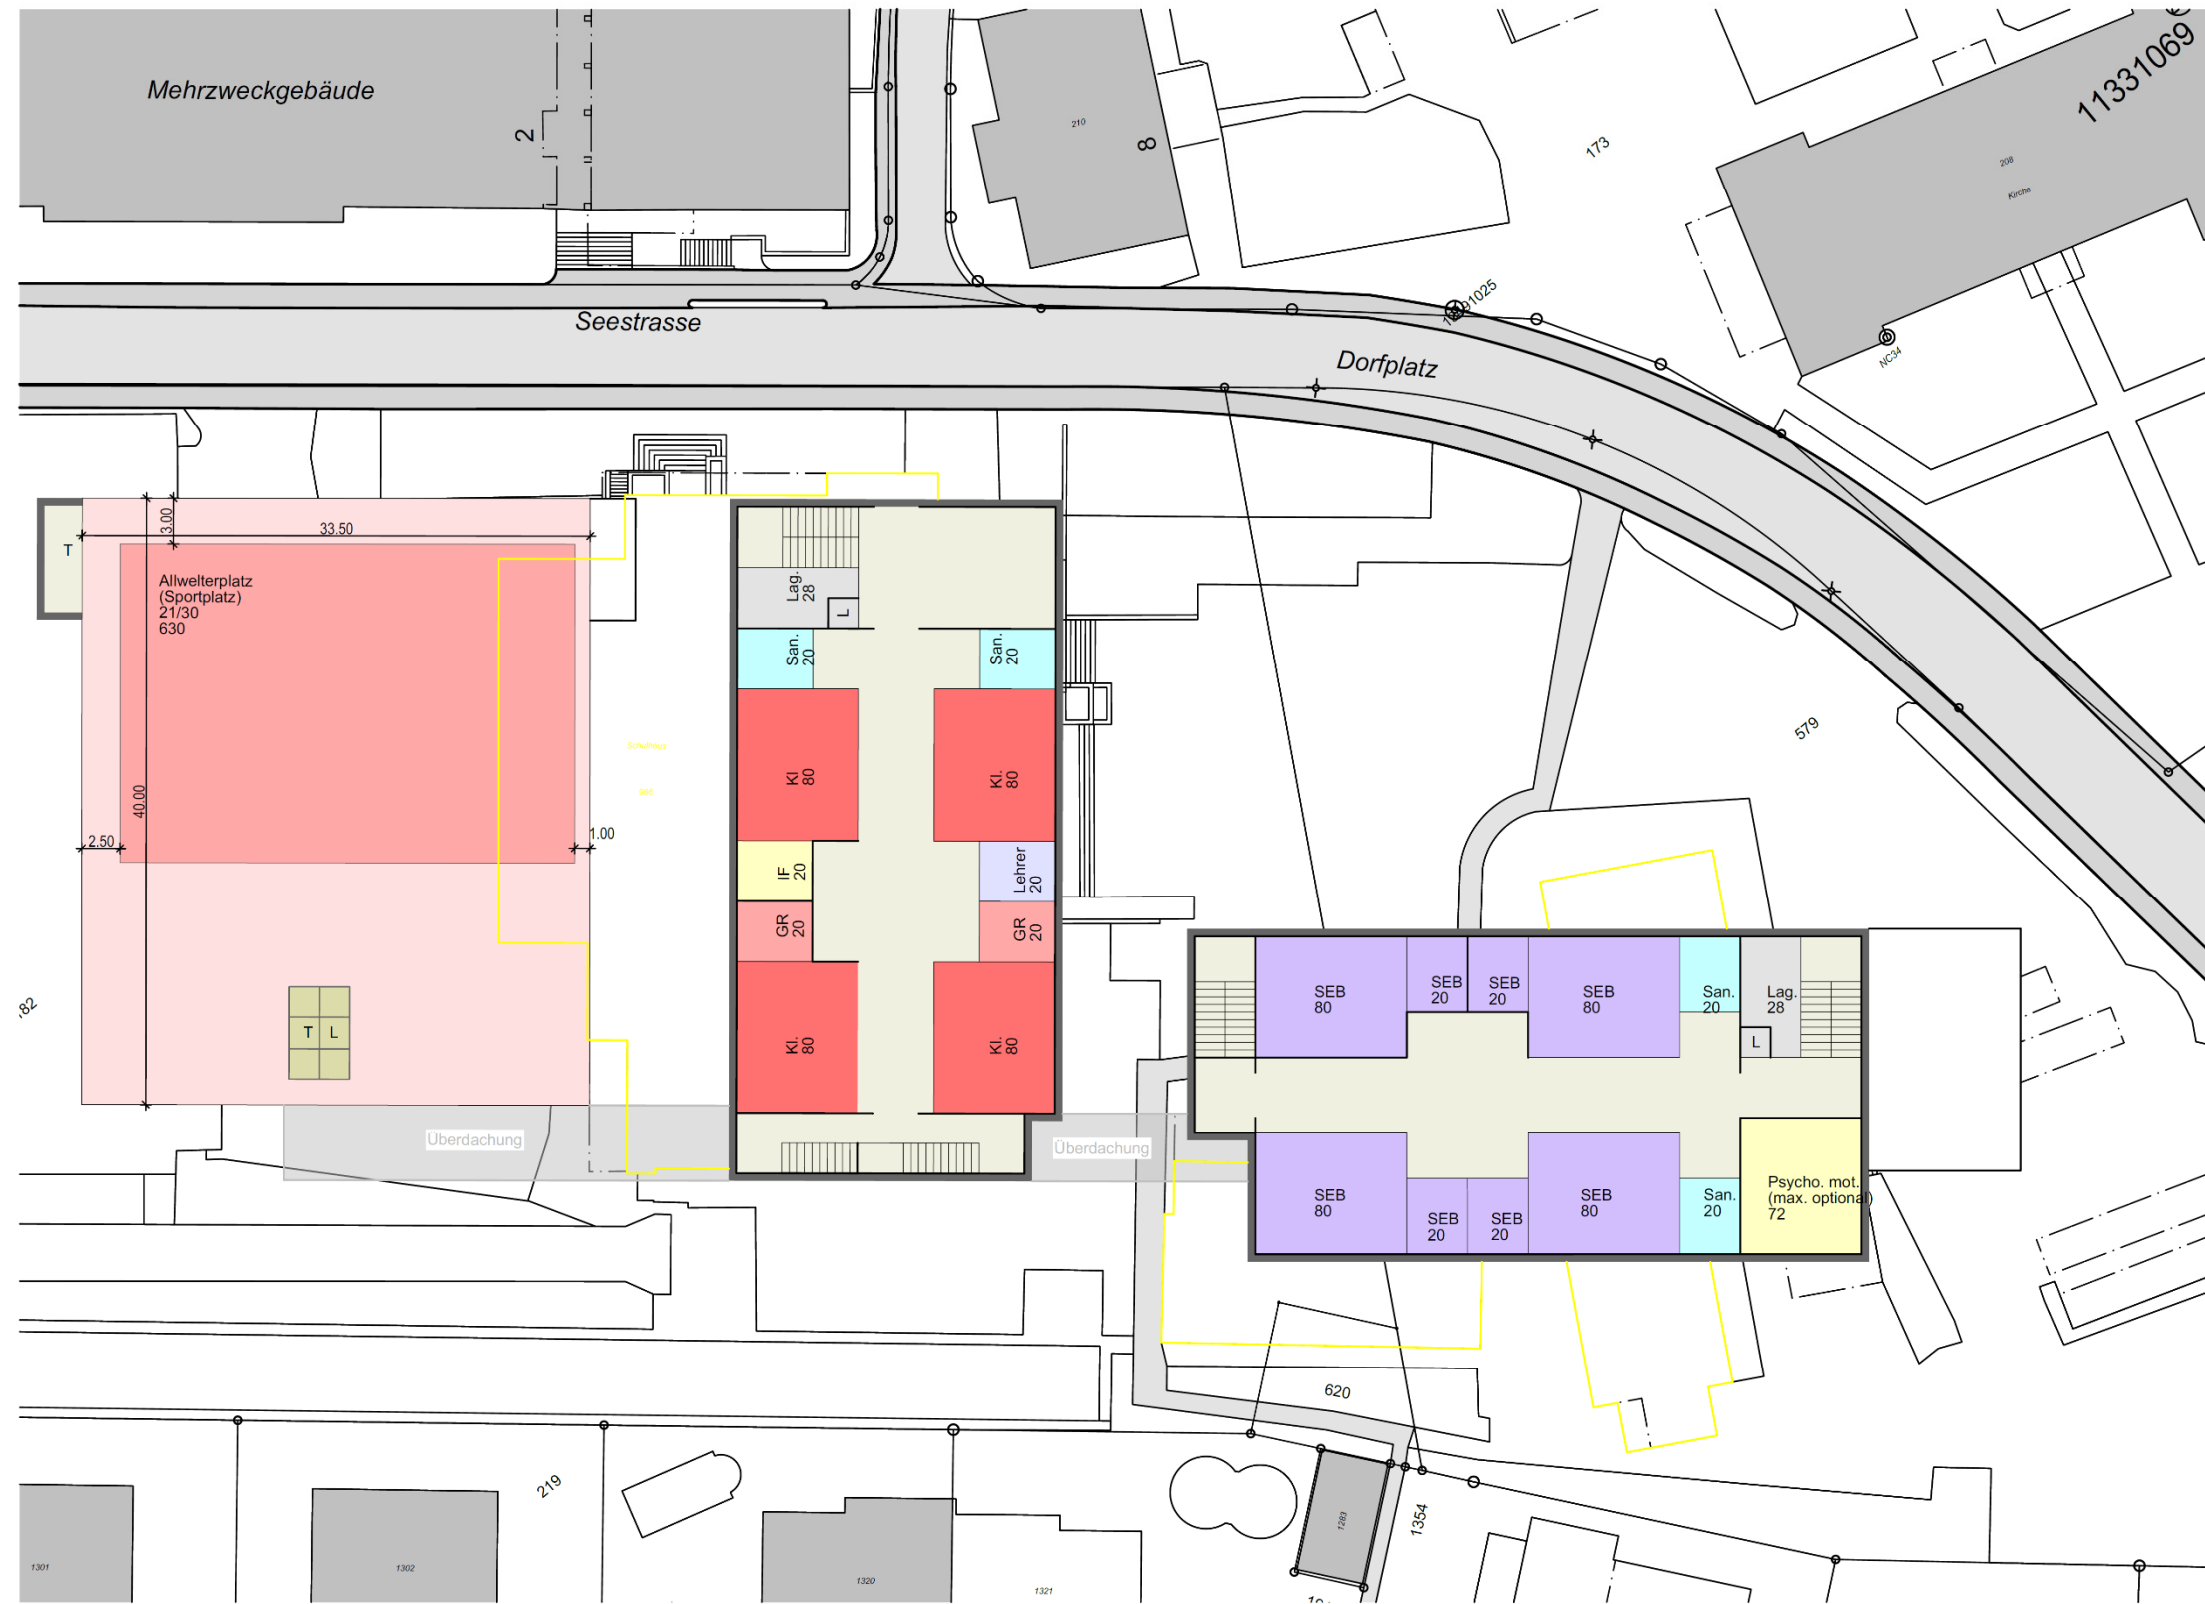 Mehrzweckgebäude
2
210
8
173
11331069
208
Kirche
NC34
Seestrasse
Dorfplatz
T
33.50
3.00
Allwelterplatz
(Sportplatz)
21/30
630
40.00
2.50
1.00
T
L
Lag.
28
L
San.
20
San.
20
Kl
80
Kl.
80
IF
20
Lehrer
20
GR
20
GR
20
Kl.
80
Kl.
80
Überdachung
Überdachung
579
SEB
80
SEB
20
SEB
20
SEB
80
San.
20
Lag.
28
L
SEB
80
SEB
20
SEB
20
SEB
80
San.
20
Psycho. mot.
(max. optional)
72
620
219
1354
1283
1301
1302
1320
1321